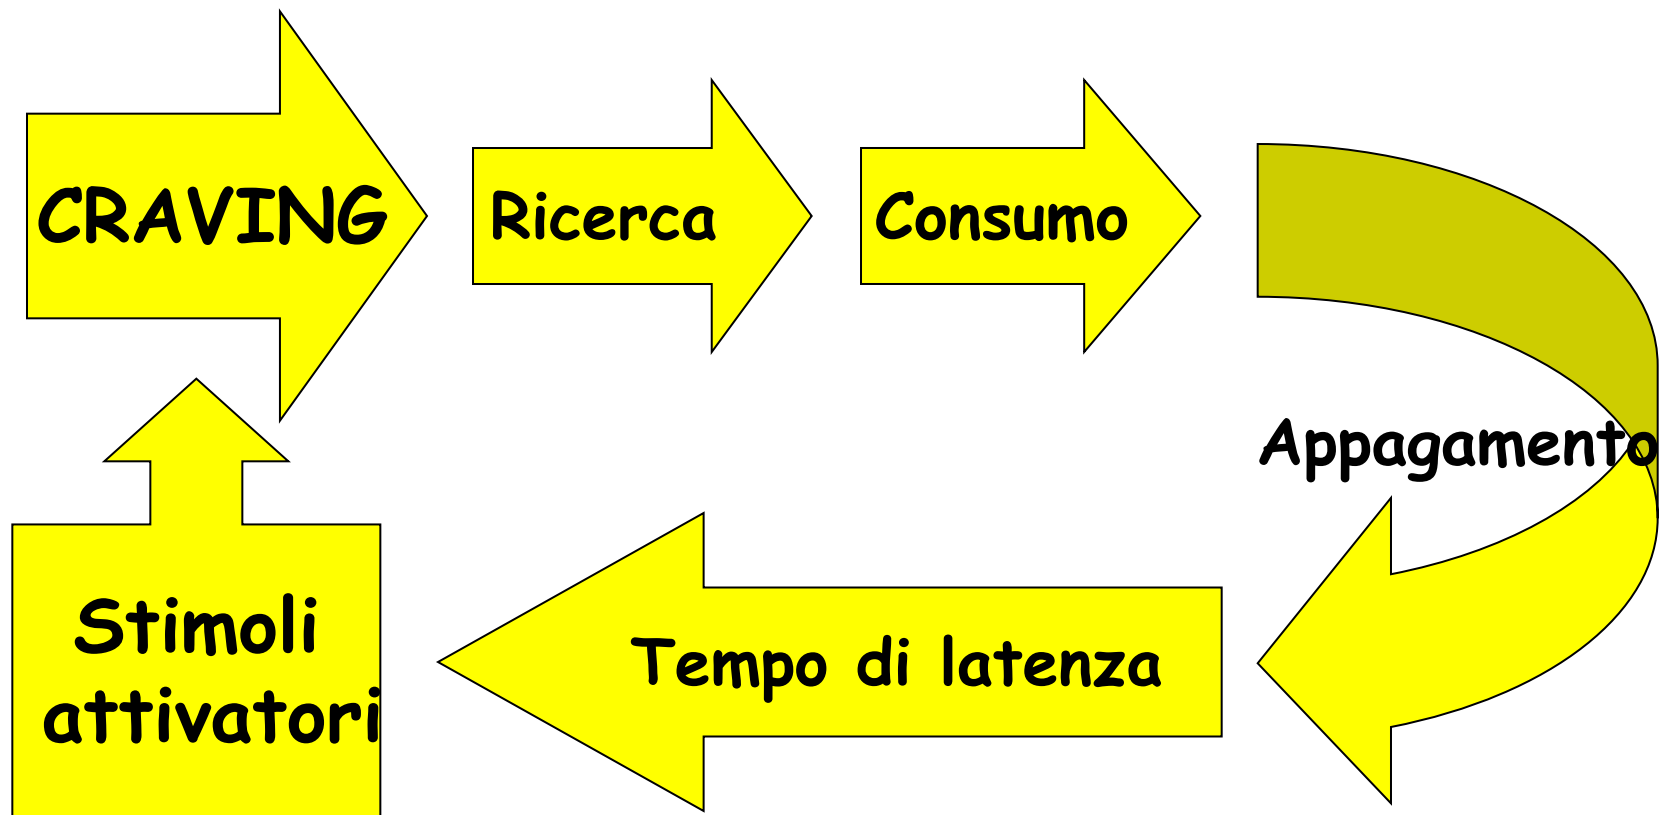 CRAVING
Ricerca
Consumo
Appagamento
Tempo di latenza
Stimoli
attivatori